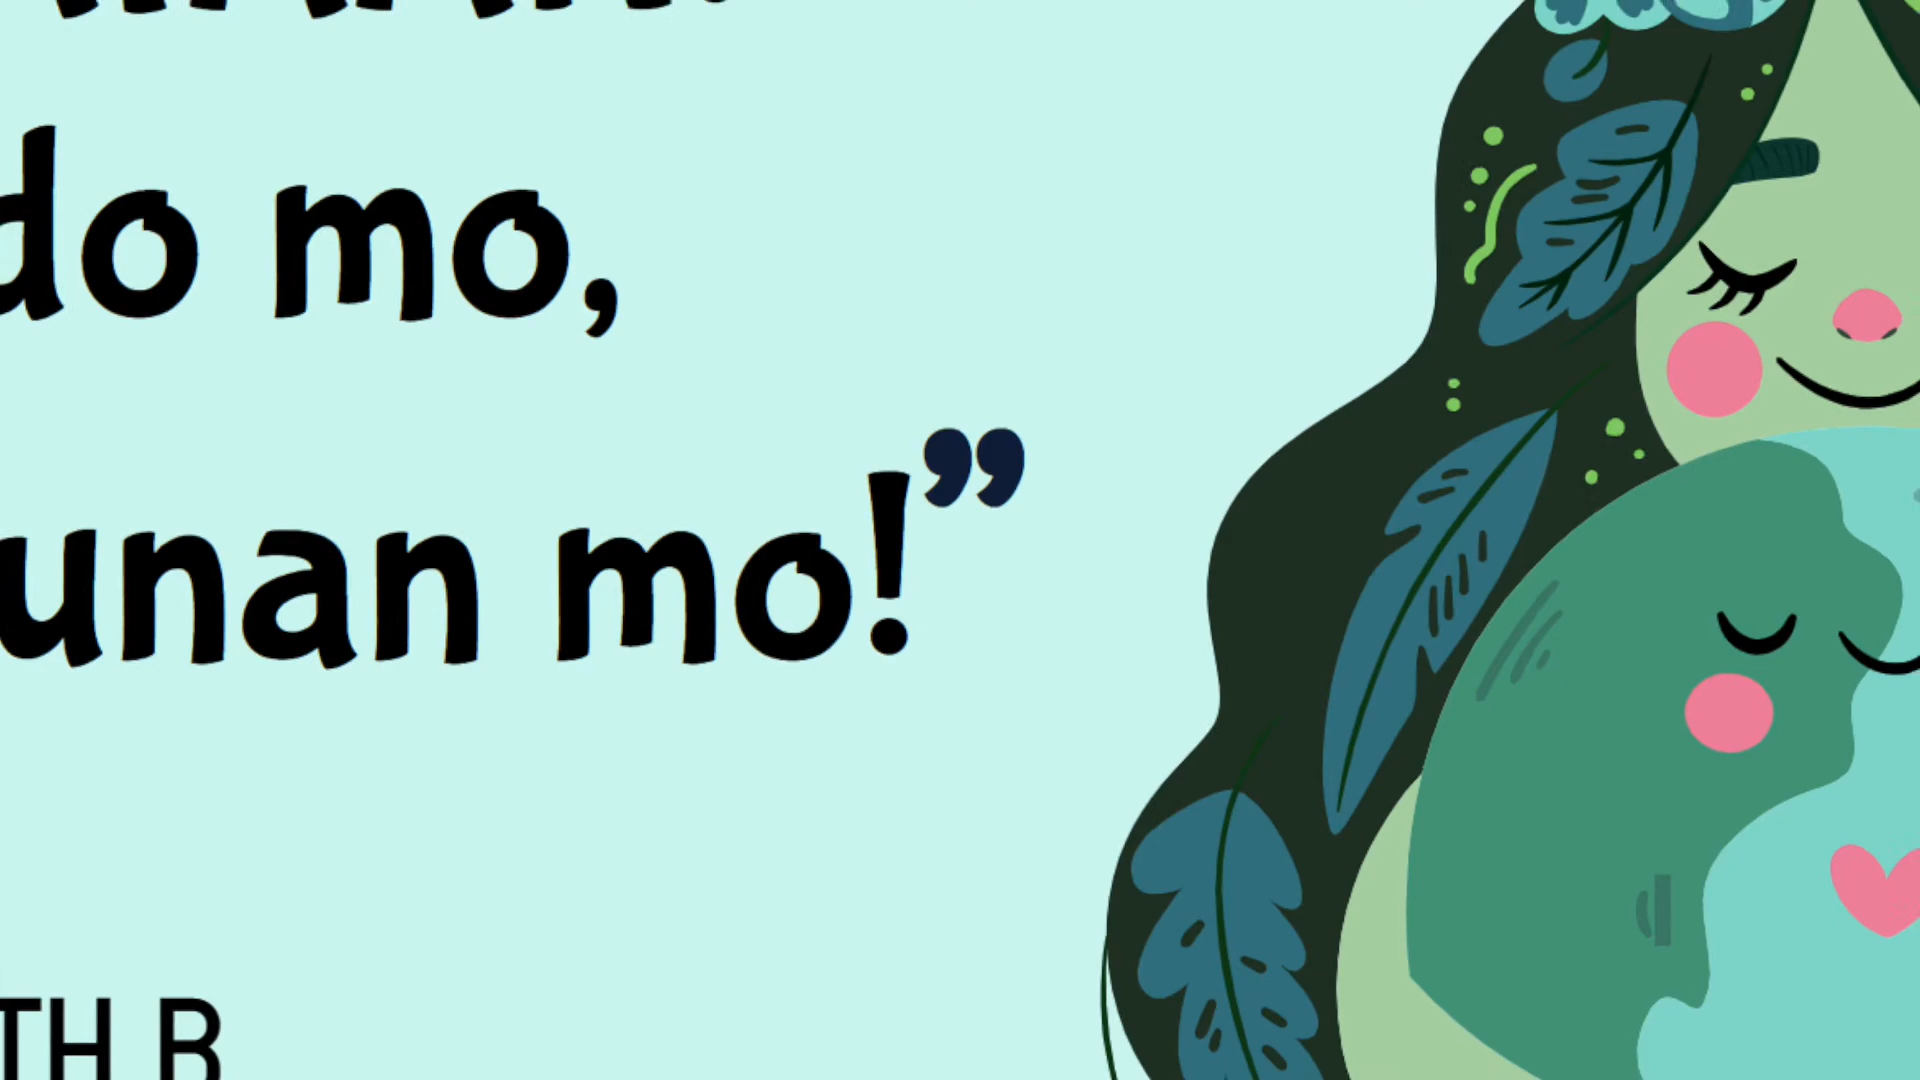 do mo,
unan mo!”
TH B